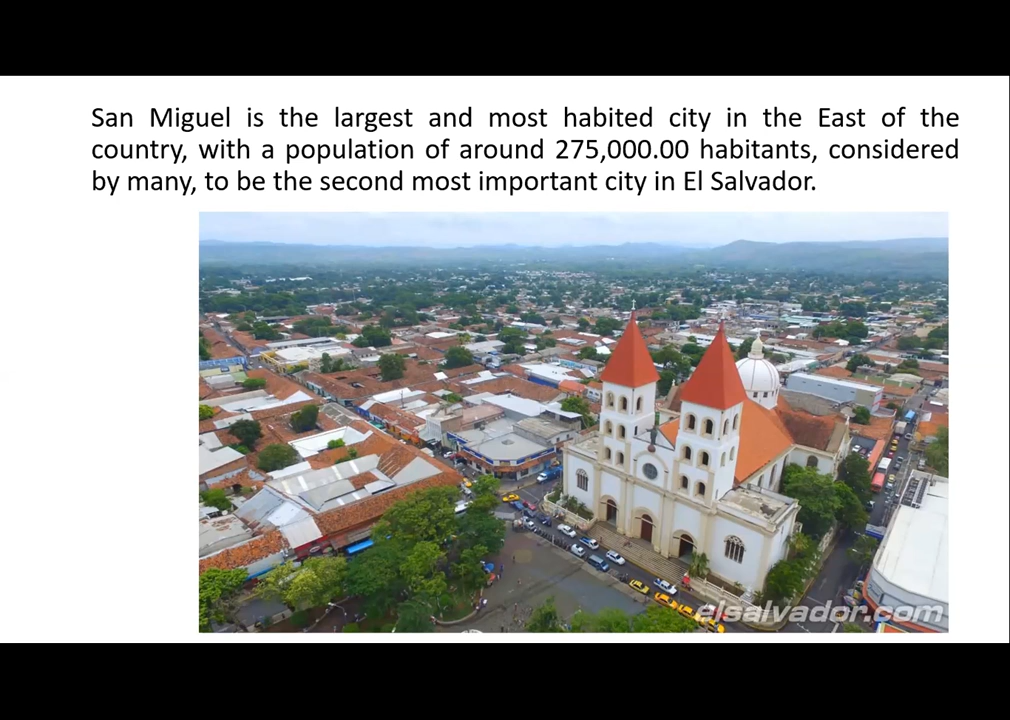 San Miguel is the largest and most habited city in the East of the
country, with a population of around 275,000.00 habitants, considered
by many, to be the second most important city in El Salvador.
elsalvador.com